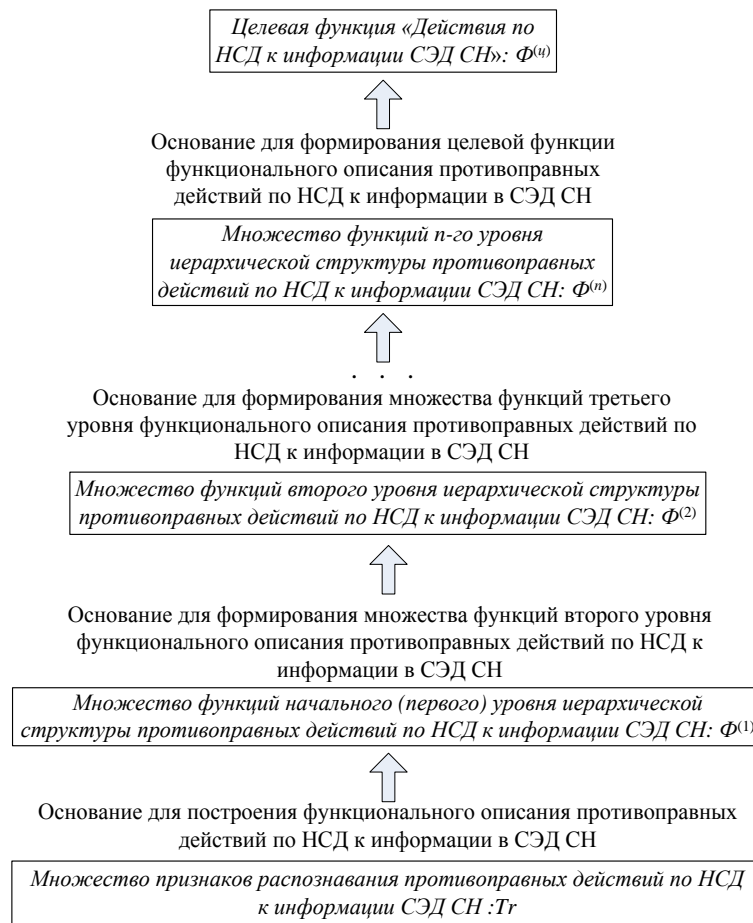 Целевая функция «Действия по
НСД к информации СЭД СН»: Φ⁽ᶣ⁾
Основание для формирования целевой функции
функционального описания противоправных
действий по НСД к информации в СЭД СН
Множество функций n-го уровня
иерархической структуры противоправных
действий по НСД к информации СЭД СН: Φ⁽ⁿ⁾
. . .
Основание для формирования множества функций третьего
уровня функционального описания противоправных действий по
НСД к информации в СЭД СН
Множество функций второго уровня иерархической структуры
противоправных действий по НСД к информации СЭД СН: Φ⁽²⁾
Основание для формирования множества функций второго уровня
функционального описания противоправных действий по НСД к
информации в СЭД СН
Множество функций начального (первого) уровня иерархической
структуры противоправных действий по НСД к информации СЭД СН: Φ⁽¹⁾
Основание для построения функционального описания противоправных
действий по НСД к информации в СЭД СН
Множество признаков распознавания противоправных действий по НСД
к информации СЭД СН :Tr